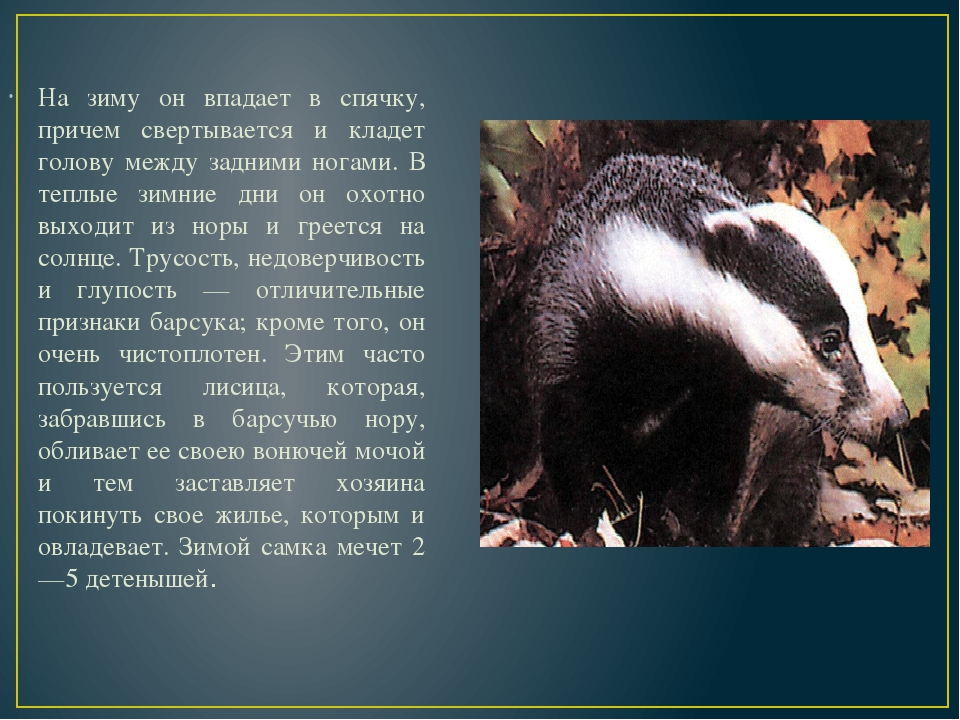 На зиму он впадает в спячку,
причем свертывается и кладет
голову между задними ногами. В
теплые зимние дни он охотно
выходит из норы и греется на
солнце. Трусость, недоверчивость
и глупость — отличительные
признаки барсука; кроме того, он
очень чистоплотен. Этим часто
пользуется лисица, которая,
забравшись в барсучью нору,
обливает ее своею вонючей мочой
и тем заставляет хозяина
покинуть свое жилье, которым и
овладевает. Зимой самка мечет 2
—5 детенышей.